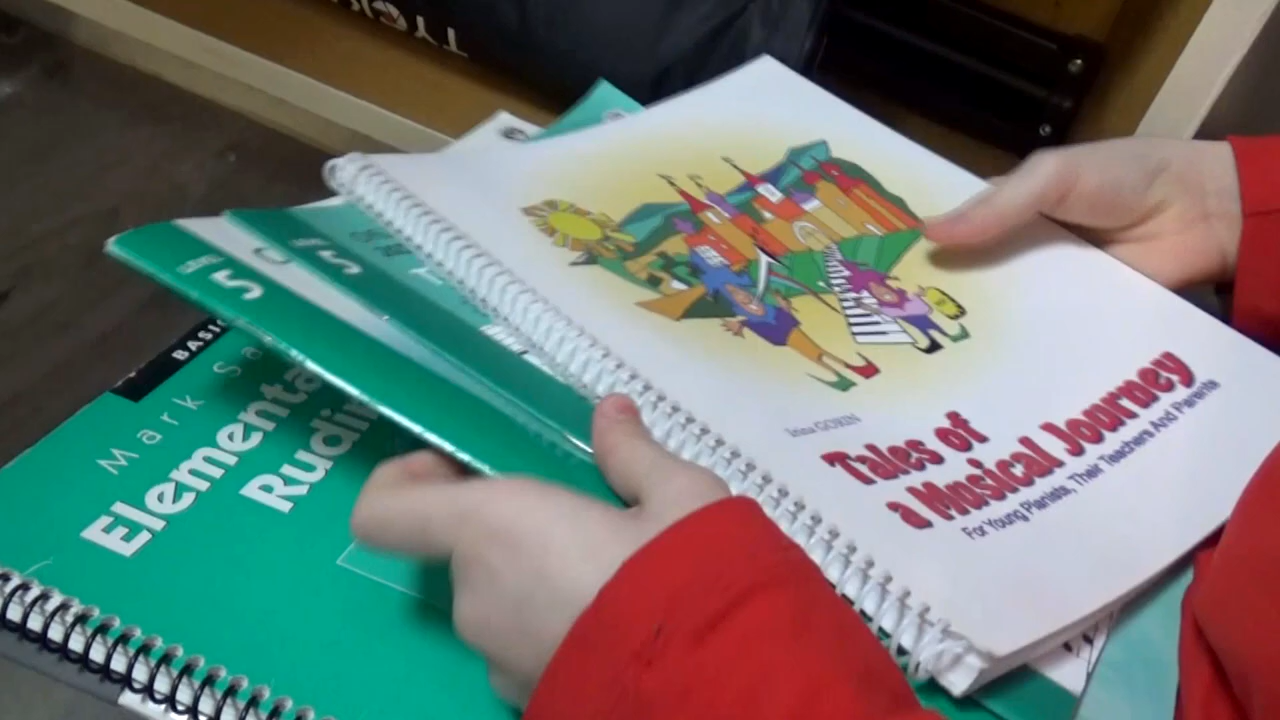 Irina GORIN
Tales of
a Musical Journey
For Young Pianists, Their Teachers And Parents
5
5
BASIC
Mark Sa
Elementa
Rudim